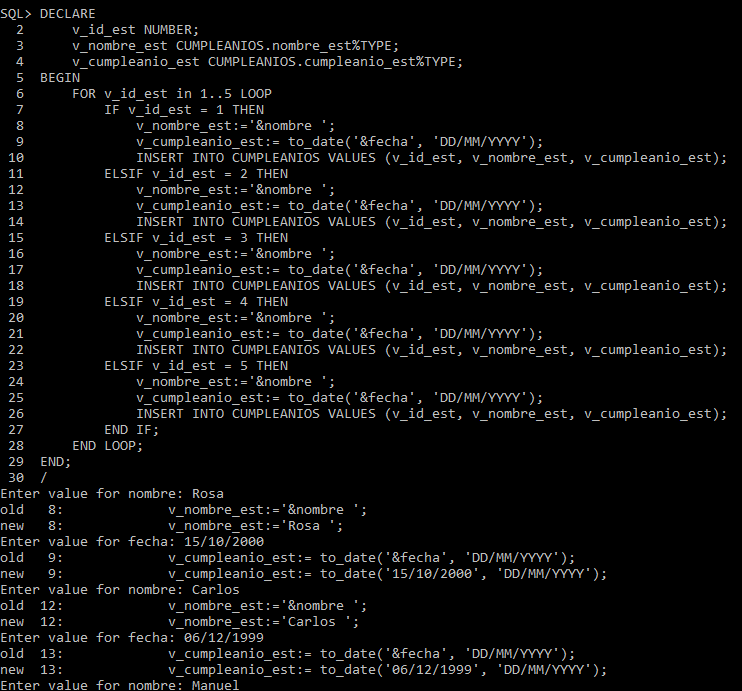 SQL> DECLARE
  2      v_id_est NUMBER;
  3      v_nombre_est CUMPLEANIOS.nombre_est%TYPE;
  4      v_cumpleanio_est CUMPLEANIOS.cumpleanio_est%TYPE;
  5  BEGIN
  6      FOR v_id_est in 1..5 LOOP
  7          IF v_id_est = 1 THEN
  8              v_nombre_est:='&nombre ';
  9              v_cumpleanio_est:= to_date('&fecha', 'DD/MM/YYYY');
 10              INSERT INTO CUMPLEANIOS VALUES (v_id_est, v_nombre_est, v_cumpleanio_est);
 11          ELSIF v_id_est = 2 THEN
 12              v_nombre_est:='&nombre ';
 13              v_cumpleanio_est:= to_date('&fecha', 'DD/MM/YYYY');
 14              INSERT INTO CUMPLEANIOS VALUES (v_id_est, v_nombre_est, v_cumpleanio_est);
 15          ELSIF v_id_est = 3 THEN
 16              v_nombre_est:='&nombre ';
 17              v_cumpleanio_est:= to_date('&fecha', 'DD/MM/YYYY');
 18              INSERT INTO CUMPLEANIOS VALUES (v_id_est, v_nombre_est, v_cumpleanio_est);
 19          ELSIF v_id_est = 4 THEN
 20              v_nombre_est:='&nombre ';
 21              v_cumpleanio_est:= to_date('&fecha', 'DD/MM/YYYY');
 22              INSERT INTO CUMPLEANIOS VALUES (v_id_est, v_nombre_est, v_cumpleanio_est);
 23          ELSIF v_id_est = 5 THEN
 24              v_nombre_est:='&nombre ';
 25              v_cumpleanio_est:= to_date('&fecha', 'DD/MM/YYYY');
 26              INSERT INTO CUMPLEANIOS VALUES (v_id_est, v_nombre_est, v_cumpleanio_est);
 27          END IF;
 28      END LOOP;
 29  END;
 30  /
Enter value for nombre: Rosa
old   8:             v_nombre_est:='&nombre ';
new   8:             v_nombre_est:='Rosa ';
Enter value for fecha: 15/10/2000
old   9:             v_cumpleanio_est:= to_date('&fecha', 'DD/MM/YYYY');
new   9:             v_cumpleanio_est:= to_date('15/10/2000', 'DD/MM/YYYY');
Enter value for nombre: Carlos
old  12:             v_nombre_est:='&nombre ';
new  12:             v_nombre_est:='Carlos ';
Enter value for fecha: 06/12/1999
old  13:             v_cumpleanio_est:= to_date('&fecha', 'DD/MM/YYYY');
new  13:             v_cumpleanio_est:= to_date('06/12/1999', 'DD/MM/YYYY');
Enter value for nombre: Manuel